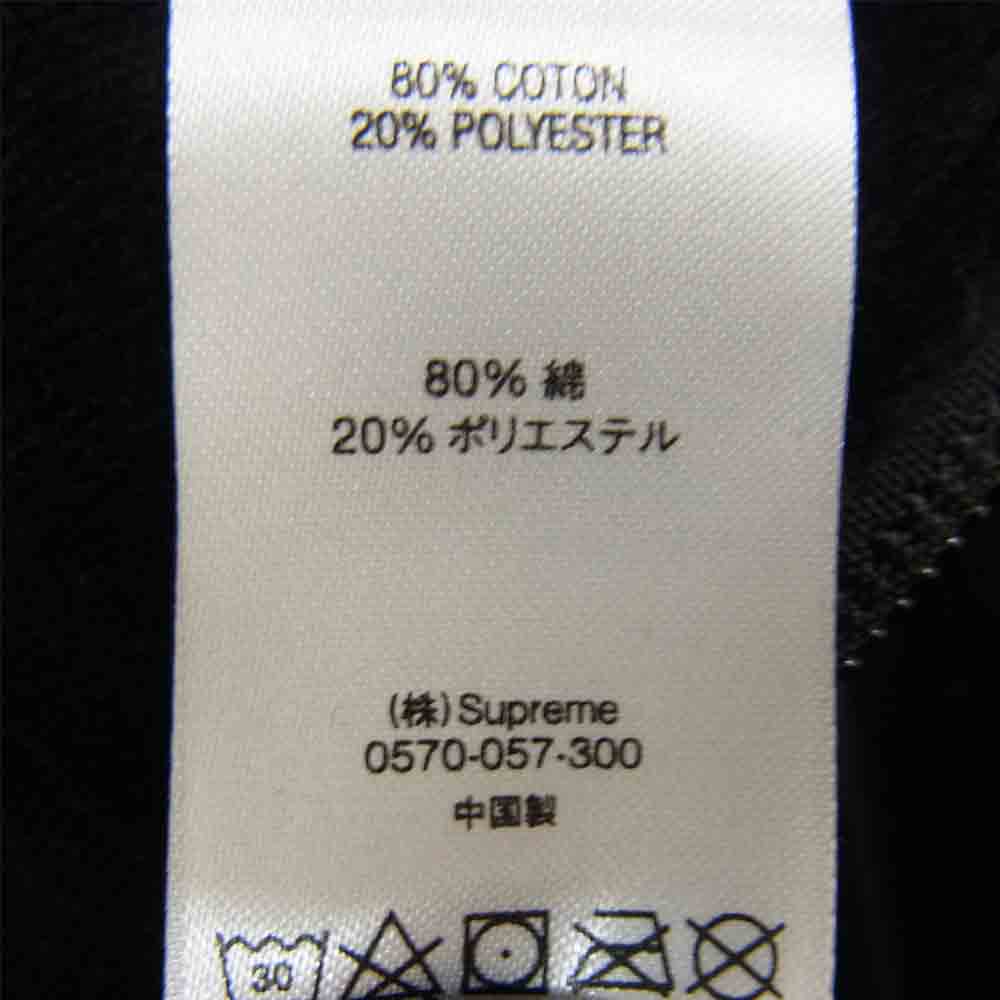 80% COTON
20% POLYESTER
80% 綿
20% ポリエステル
(株)Supreme
0570-057-300
中国製
30